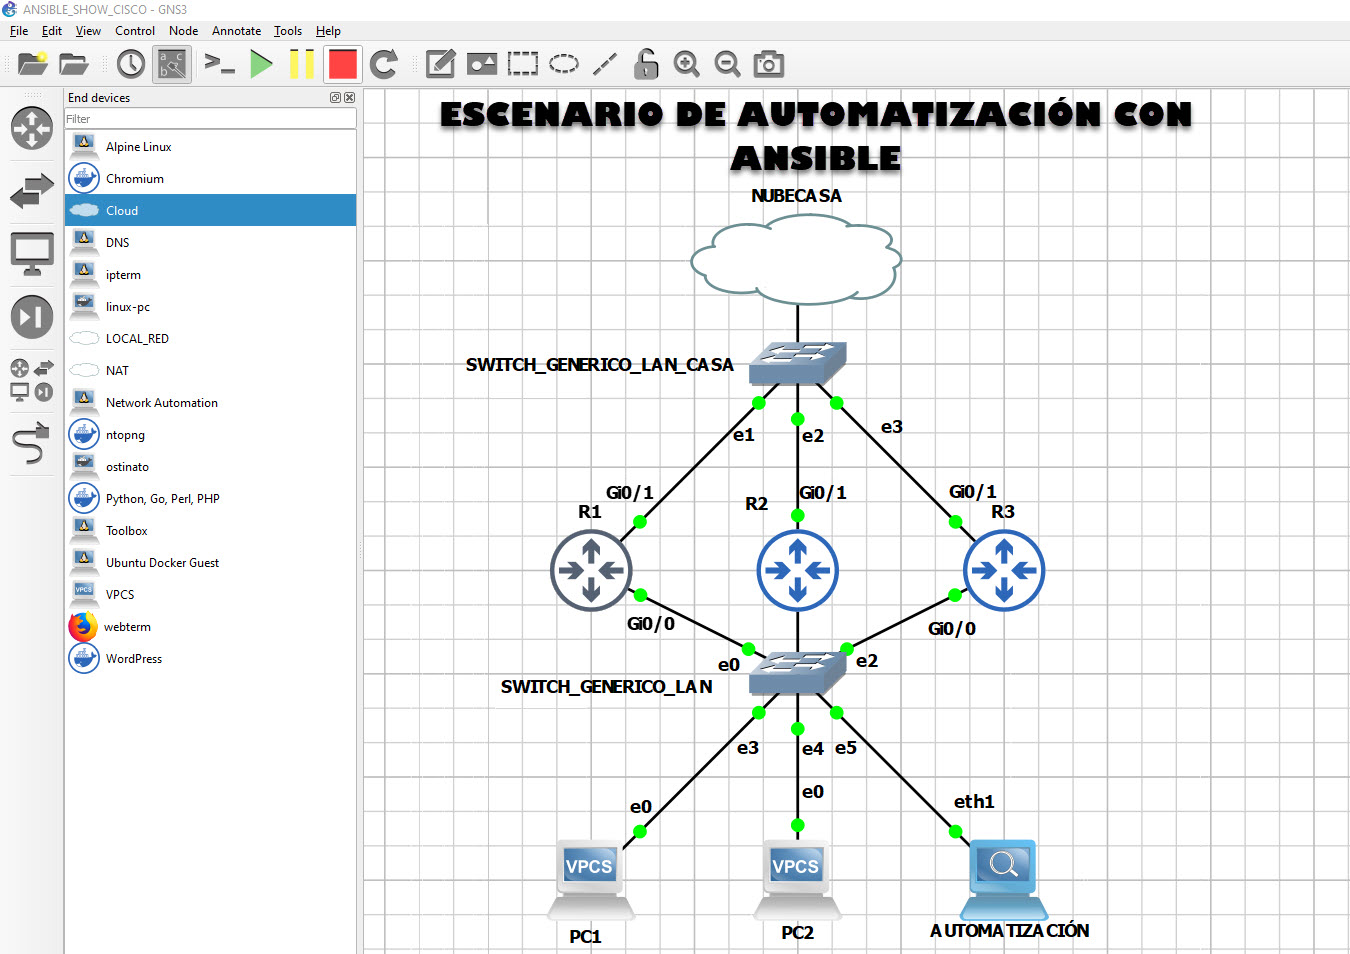 ANSIBLE_SHOW_CISCO - GNS3
File Edit View Control Node Annotate Tools Help
End devices
Filter
Alpine Linux
Chromium
Cloud
DNS
ipterm
linux-pc
LOCAL_RED
NAT
Network Automation
ntopng
ostinato
Python, Go, Perl, PHP
Toolbox
Ubuntu Docker Guest
VPCS
VPCS
webterm
WordPress
ESCENARIO DE AUTOMATIZACIÓN CON
ANSIBLE
NUBECASA
SWITCH_GENERICO_LAN_CASA
e1
e2
e3
Gi0/1
Gi0/1
Gi0/1
R1
R2
R3
Gi0/0
Gi0/0
e0
e2
SWITCH_GENERICO_LAN
e3
e4
e5
e0
e0
eth1
VPCS
VPCS
PC1
PC2
AUTOMATIZACIÓN